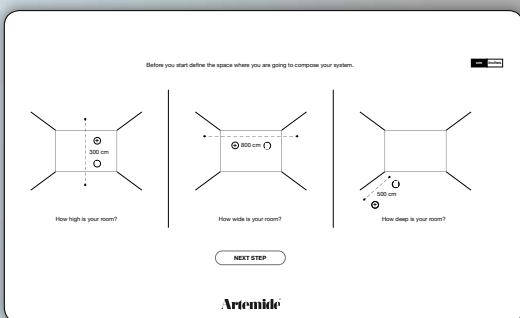 Before you start define the space where you are going to compose your system.
cm inches
300 cm
800 cm
500 cm
How high is your room?
How wide is your room?
How deep is your room?
NEXT STEP
Artemide